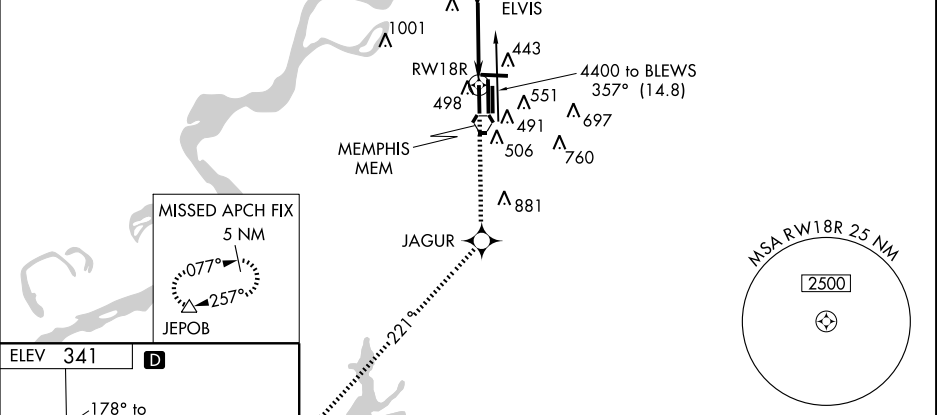 ELVIS
1001
443
RW18R
4400 to BLEWS
357° (14.8)
498
551
697
491
MEMPHIS
MEM
506
760
881
MISSED APCH FIX
5 NM
077°
257°
JEPOB
JAGUR
221°
MSA RW18R 25 NM
2500
ELEV 341
D
178° to